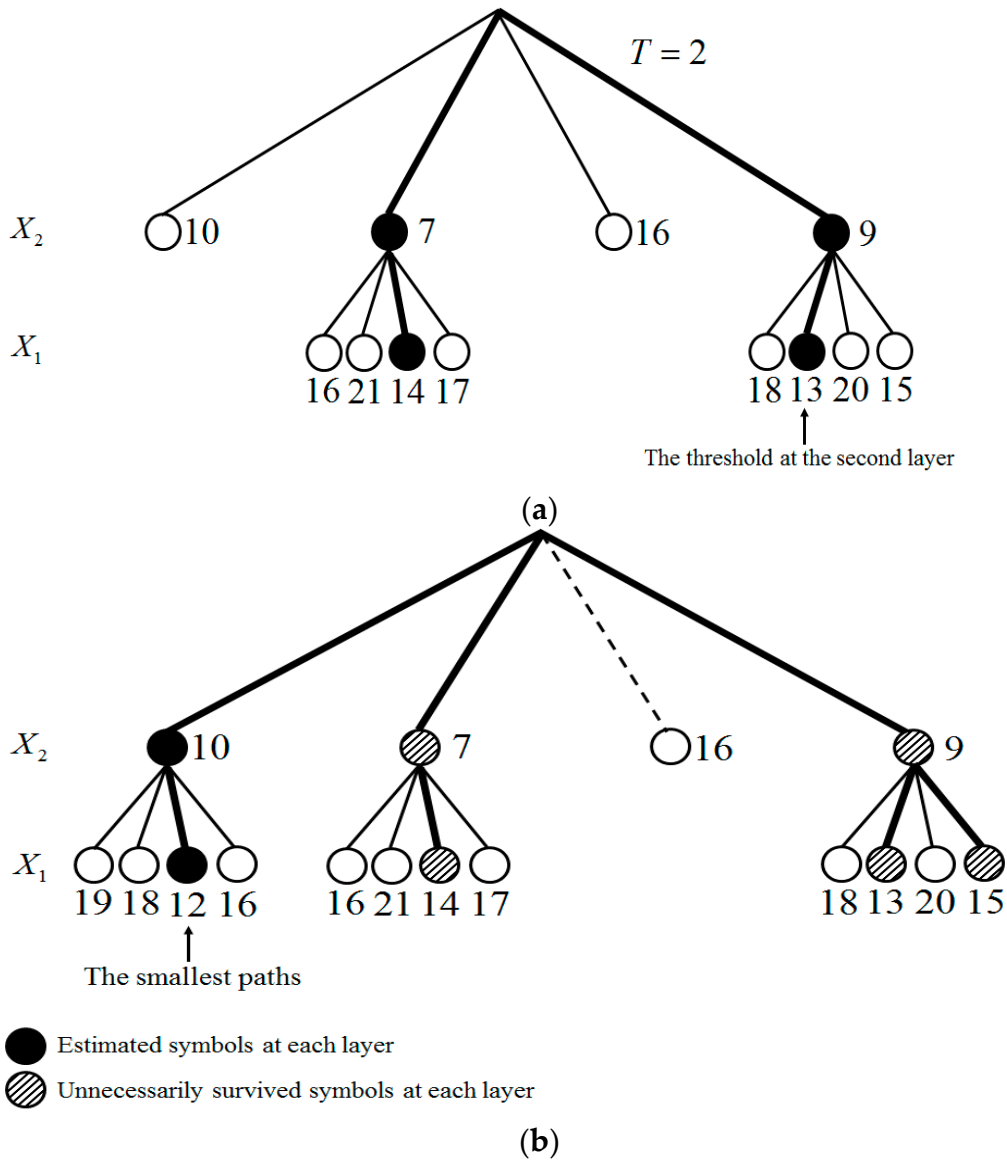 T = 2
X₂ 10 7 16 9
X₁
16 21 14 17 18 13 20 15
The threshold at the second layer
(a)
X₂ 10 7 16 9
X₁
19 18 12 16 16 21 14 17 18 13 20 15
The smallest paths
Estimated symbols at each layer
Unnecessarily survived symbols at each layer
(b)